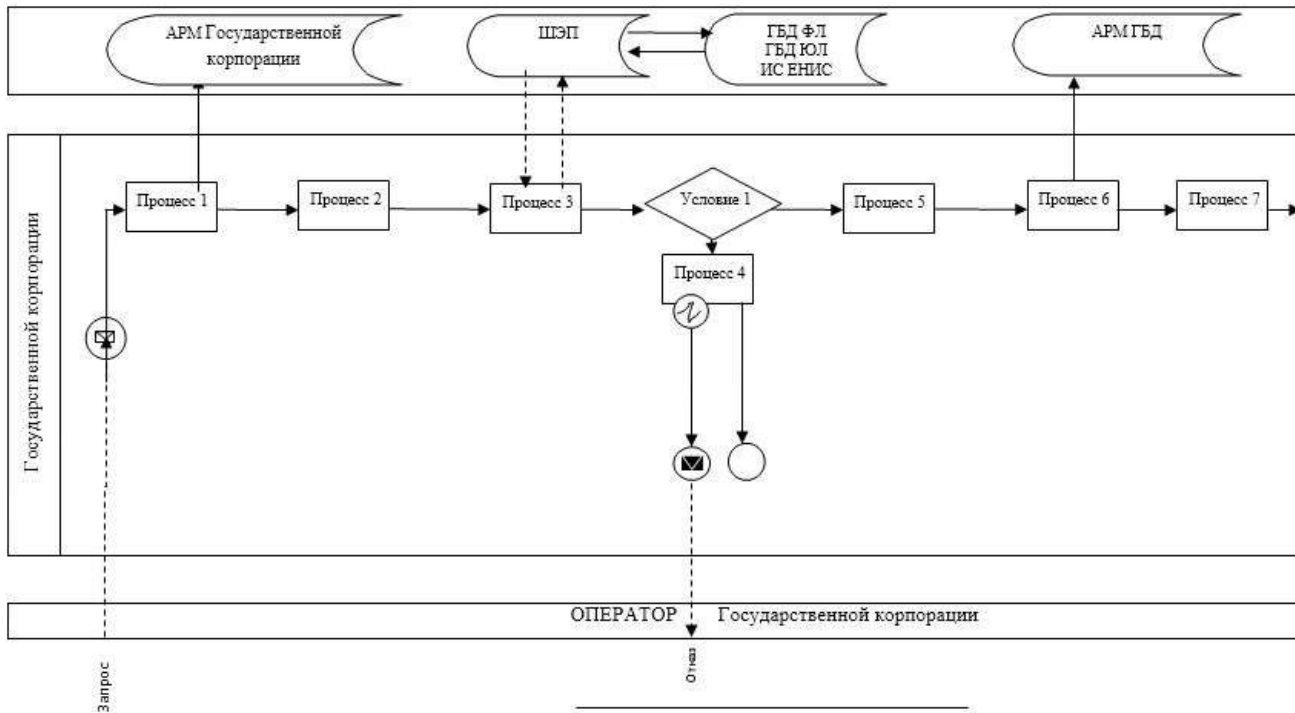 АРМ Государственной
корпорации
ШЭП
ГБД ФЛ
ГБД ЮЛ
ИС ЕНИС
АРМ ГБД
Государственной корпорации
Процесс 1
Процесс 2
Процесс 3
Условие 1
Процесс 5
Процесс 6
Процесс 7
Процесс 4
ОПЕРАТОР Государственной корпорации
Запрос
Отказ